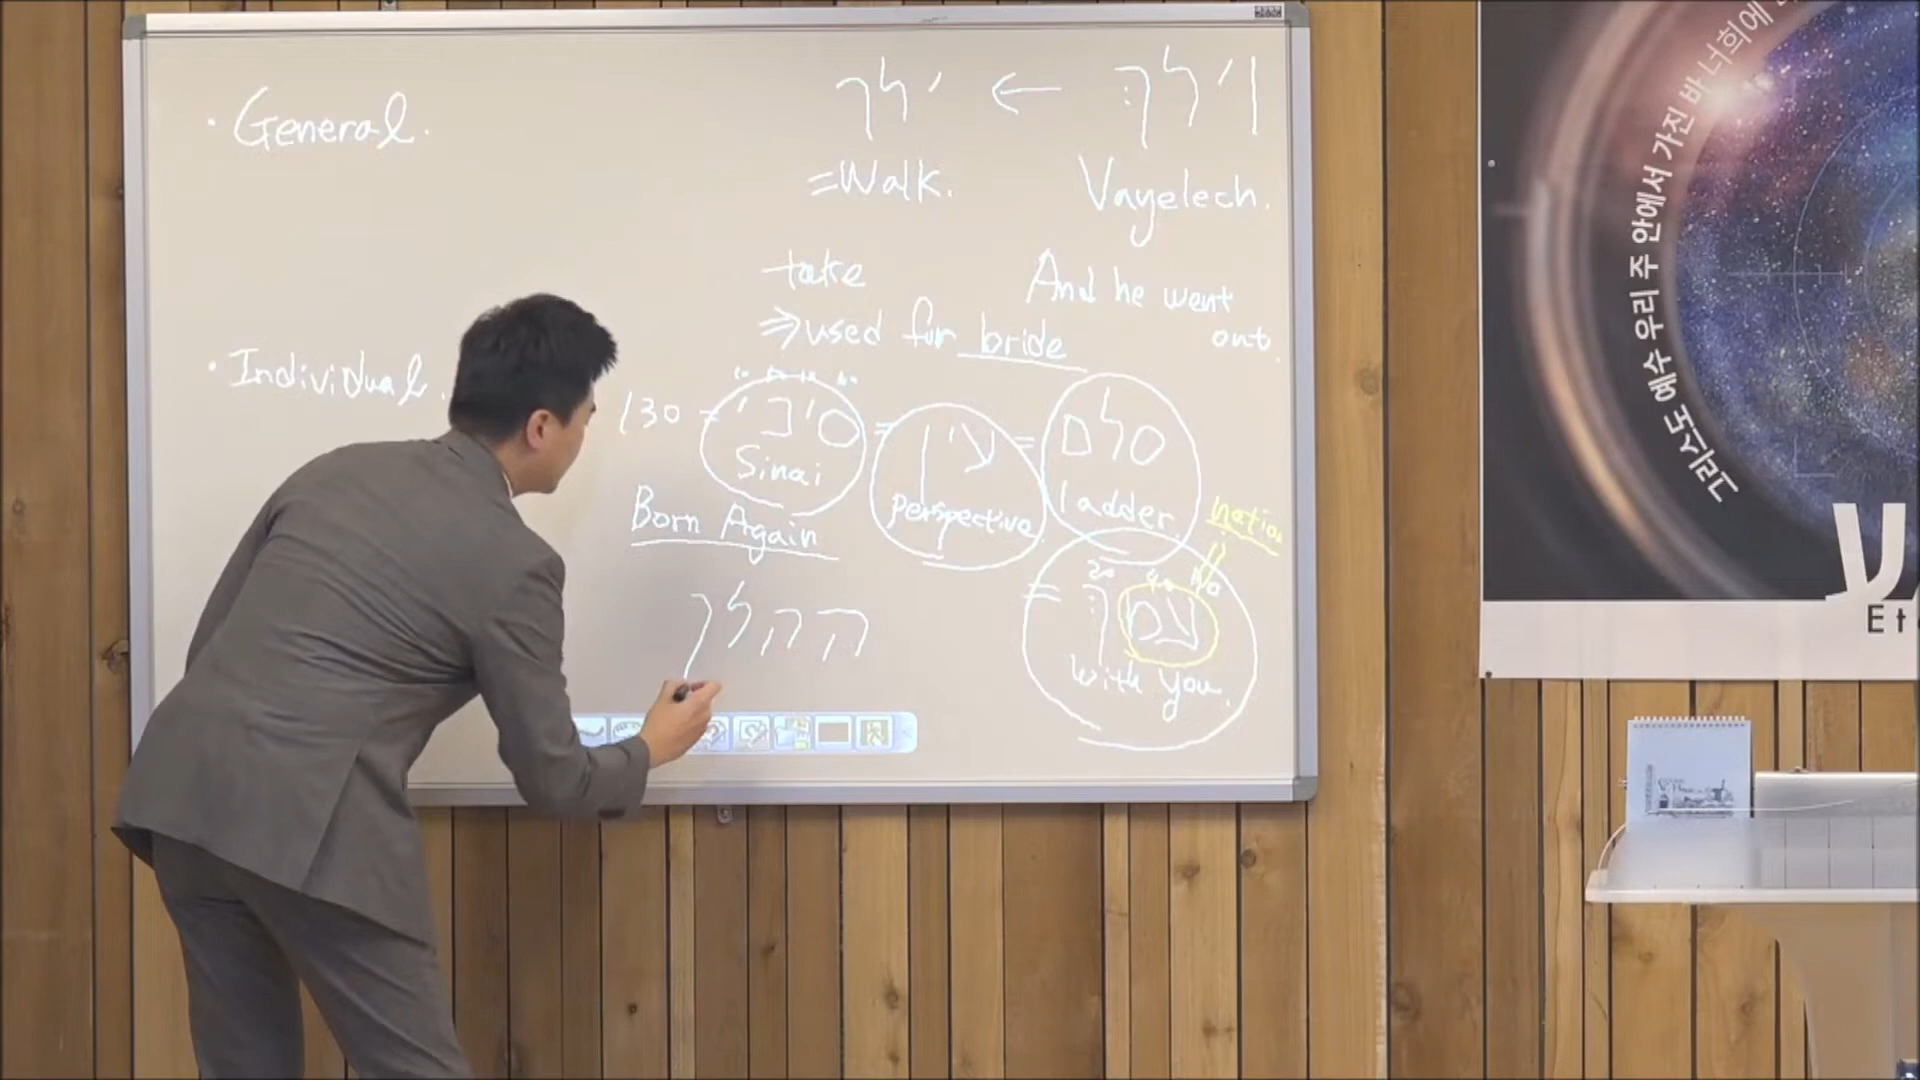 · General.
וילך ← ילך
=Walk.
Vayelech.
take
And he went
out.
⇒used for bride
· Individual.
130 = סיני = עין = סלם
Sinai
perspective
ladder
Born Again
= עמך
with you.
ההלך
그리스도 예수 우리 주 안에서 가진 바 너희에
ש
Et